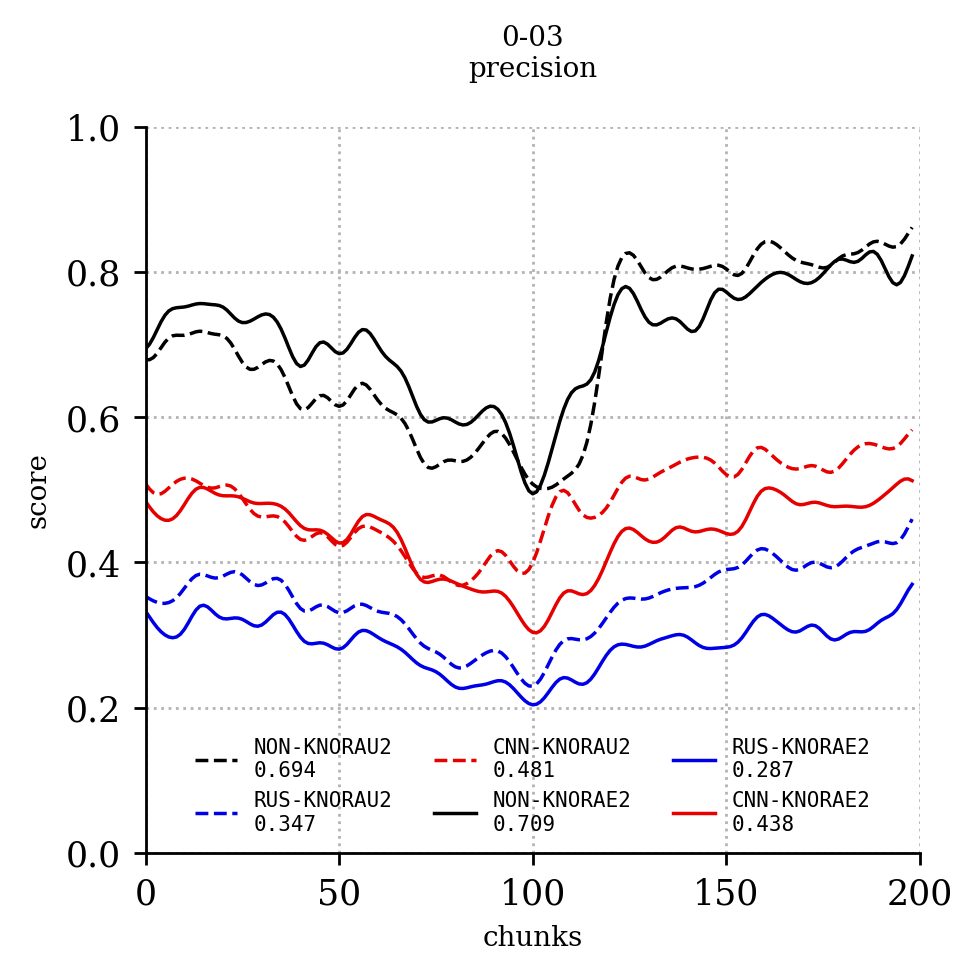 0-03
precision
1.0
0.8
0.6
0.4
0.2
0.0
score
NON-KNORAU2
0.694
RUS-KNORAU2
0.347
CNN-KNORAU2
0.481
NON-KNORAE2
0.709
RUS-KNORAE2
0.287
CNN-KNORAE2
0.438
0 50 100 150 200
chunks